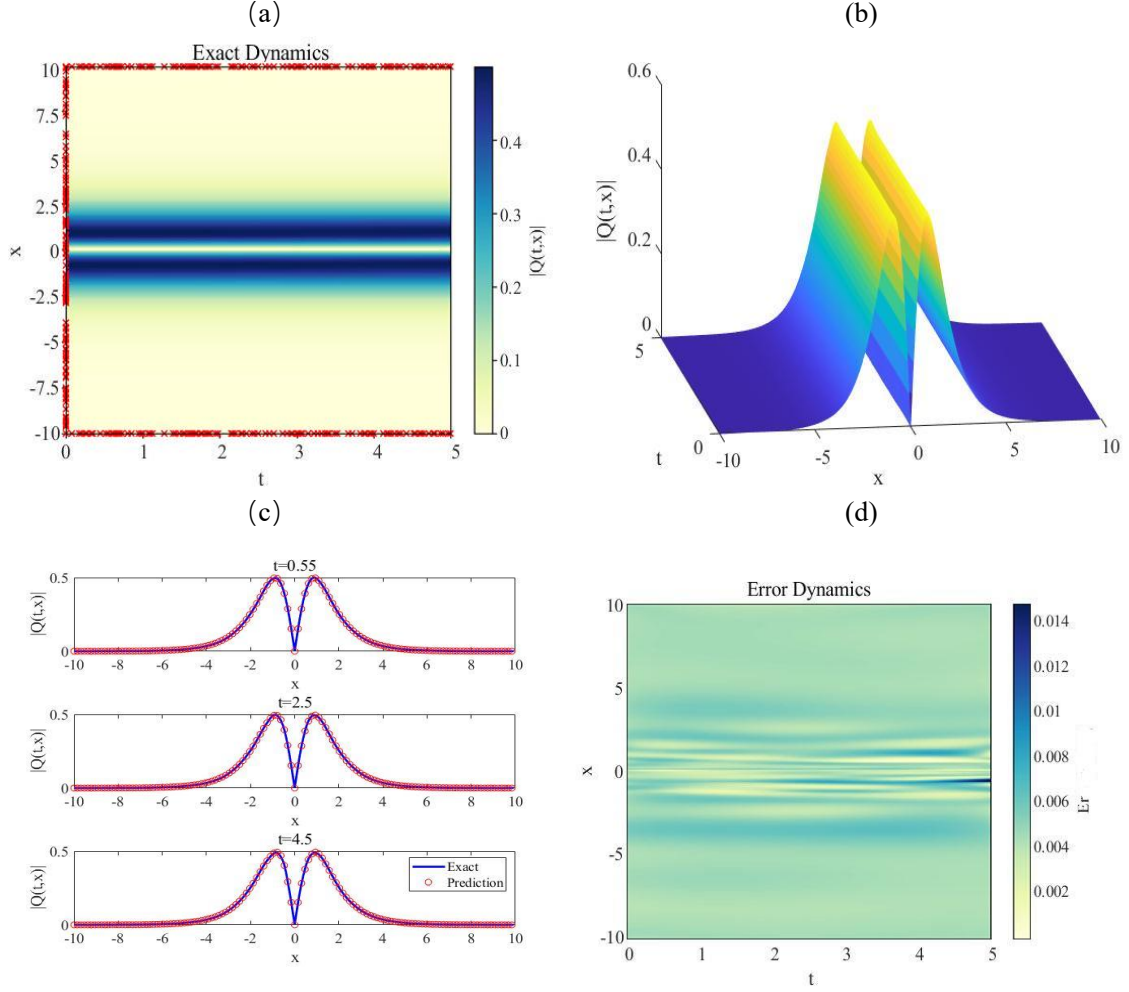 (a)
Exact Dynamics
10
7.5
5
2.5
0
-2.5
-5
-7.5
-10
x
0 1 2 3 4 5
t
0.4
0.3
0.2
0.1
0
|Q(t,x)|
(b)
0.6
0.4
0.2
0
|Q(t,x)|
5
0
t
-10 -5 0 5 10
x
(c)
t=0.55
0.5
0
|Q(t,x)|
-10 -8 -6 -4 -2 0 2 4 6 8 10
x
t=2.5
0.5
0
|Q(t,x)|
-10 -8 -6 -4 -2 0 2 4 6 8 10
x
t=4.5
0.5
0
|Q(t,x)|
Exact
Prediction
-10 -8 -6 -4 -2 0 2 4 6 8 10
x
(d)
Error Dynamics
10
5
0
-5
-10
x
0 1 2 3 4 5
t
0.014
0.012
0.01
0.008
0.006
0.004
0.002
Er